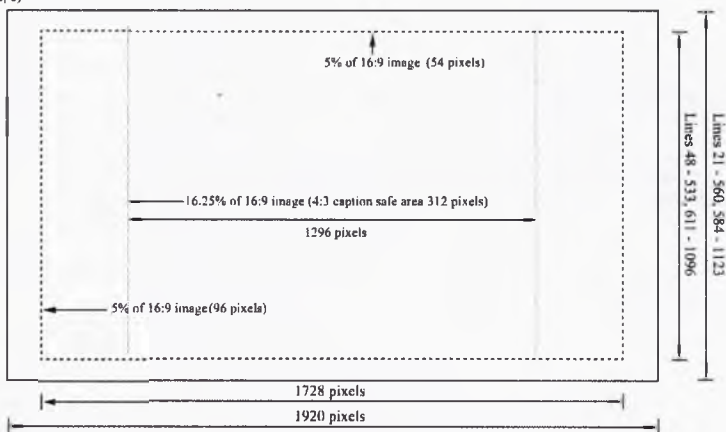 5% of 16:9 image (54 pixels)
16.25% of 16:9 image (4:3 caption safe area 312 pixels)
1296 pixels
5% of 16:9 image(96 pixels)
Lines 48 - 533, 611 - 1096
Lines 21 - 560, 584 - 1123
1728 pixels
1920 pixels